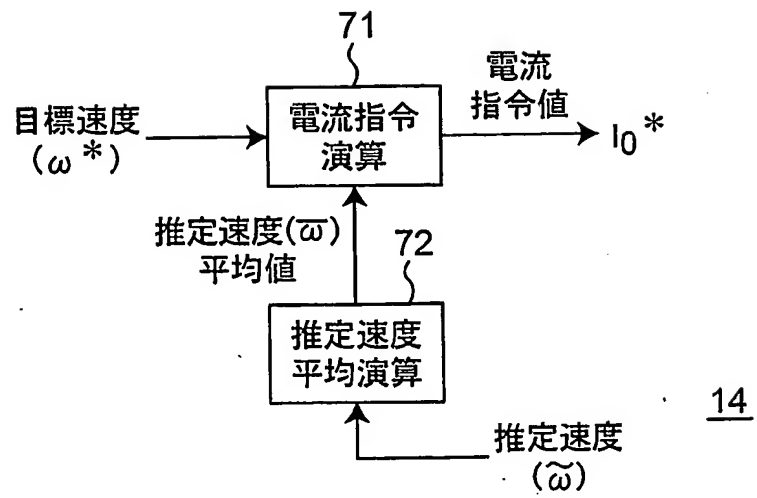 71
電流
指令値
目標速度
(ω*)
電流指令
演算
I₀*
推定速度(ω̅)
平均値
72
推定速度
平均演算
14
推定速度
(ω̃)